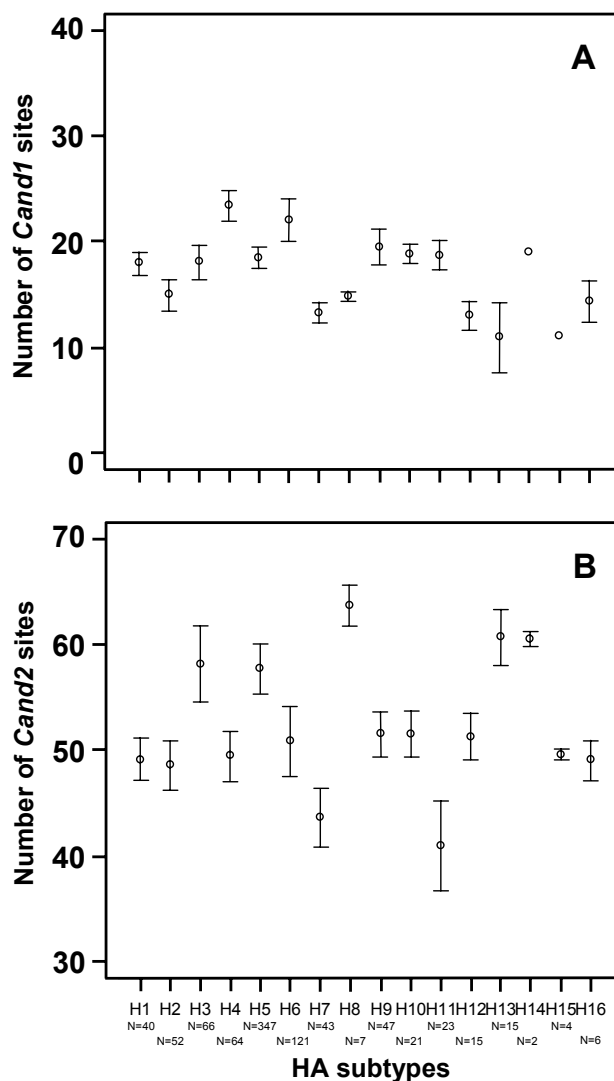 A
Number of Cand1 sites
40
30
20
10
0
B
Number of Cand2 sites
70
60
50
40
30
H1 H2 H3 H4 H5 H6 H7 H8 H9 H10 H11 H12 H13 H14 H15 H16
N=40 N=66 N=347 N=43 N=47 N=23 N=15 N=4
N=52 N=64 N=121 N=7 N=21 N=15 N=2 N=6
HA subtypes